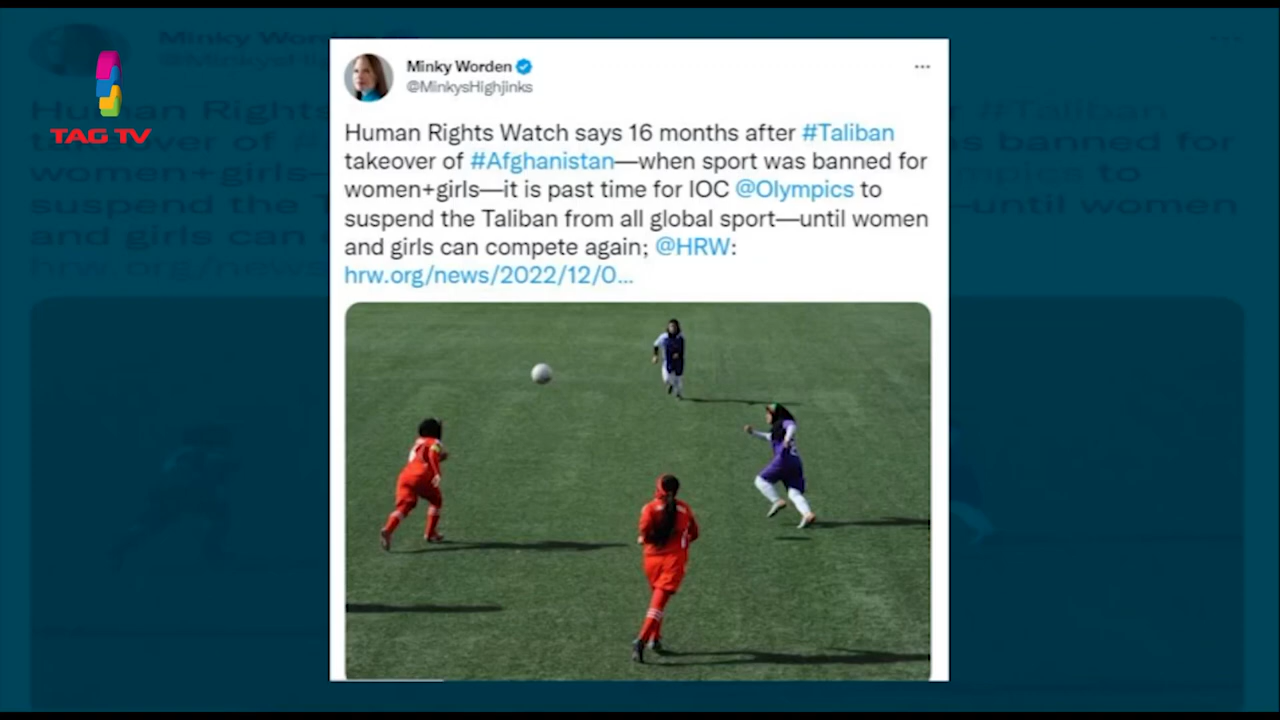 TAG TV
Minky Worden
@MinkysHighjinks
Human Rights Watch says 16 months after #Taliban
takeover of #Afghanistan—when sport was banned for
women+girls—it is past time for IOC @Olympics to
suspend the Taliban from all global sport—until women
and girls can compete again; @HRW:
hrw.org/news/2022/12/0...